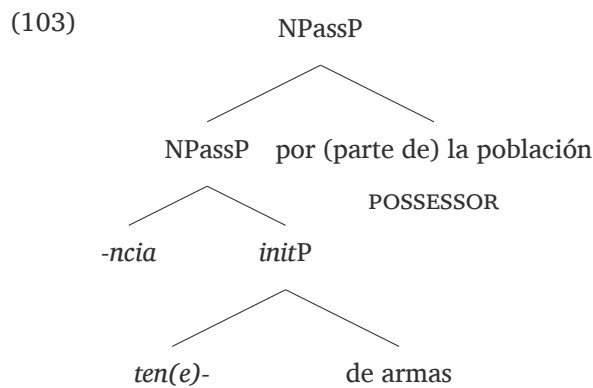 (103) NPassP
NPassP por (parte de) la población
POSSESSOR
-ncia initP
ten(e)- de armas